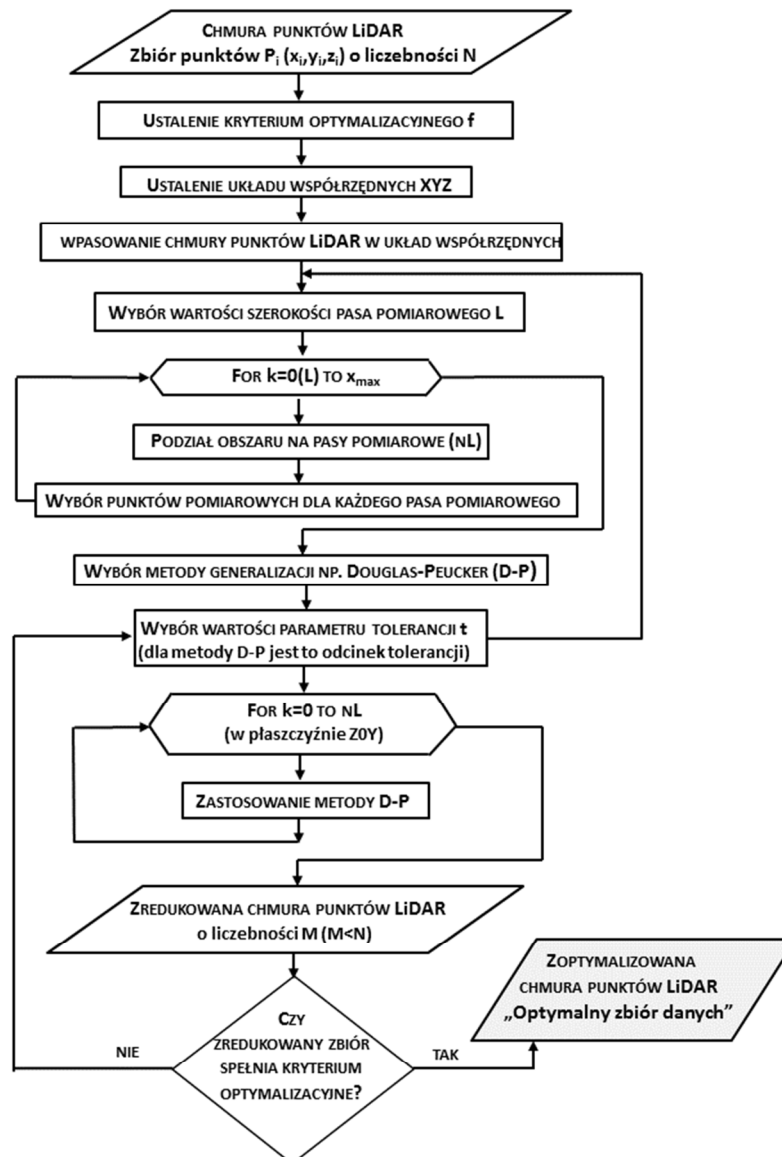 CHMURA PUNKTÓW LiDAR
Zbiór punktów Pi (xi,yi,zi) o liczebności N
USTALENIE KRYTERIUM OPTYMALIZACYJNEGO f
USTALENIE UKŁADU WSPÓŁRZĘDNYCH XYZ
WPASOWANIE CHMURY PUNKTÓW LiDAR W UKŁAD WSPÓŁRZĘDNYCH
WYBÓR WARTOŚCI SZEROKOŚCI PASA POMIAROWEGO L
FOR k=0(L) TO xmax
PODZIAŁ OBSZARU NA PASY POMIAROWE (NL)
WYBÓR PUNKTÓW POMIAROWYCH DLA KAŻDEGO PASA POMIAROWEGO
WYBÓR METODY GENERALIZACJI NP. DOUGLAS-PEUCKER (D-P)
WYBÓR WARTOŚCI PARAMETRU TOLERANCJI t
(dla metody D-P jest to odcinek tolerancji)
FOR K=0 TO NL
(w płaszczyźnie Z0Y)
ZASTOSOWANIE METODY D-P
ZREDUKOWANA CHMURA PUNKTÓW LiDAR
o liczebności M (M<N)
CZY
ZREDUKOWANY ZBIÓR
SPEŁNIA KRYTERIUM
OPTYMALIZACYJNE?
NIE
TAK
ZOPTYMALIZOWANA
CHMURA PUNKTÓW LiDAR
„Optymalny zbiór danych”